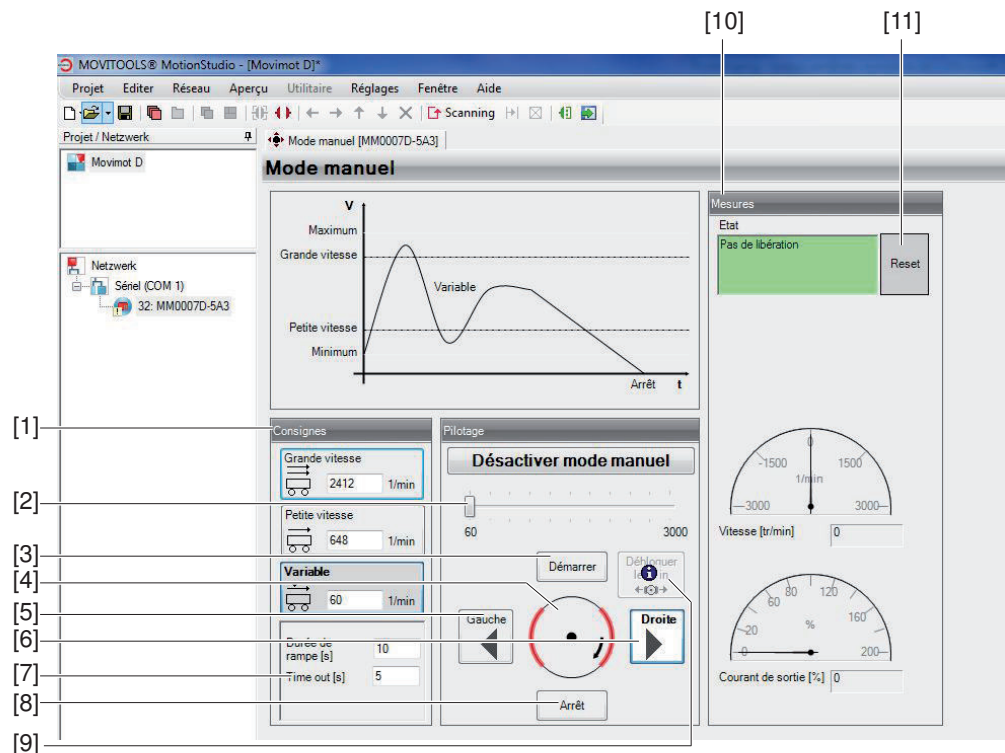 [10] [11]
MOVITOOLS® MotionStudio - [Movimot D]*
Projet Editer Réseau Aperçu Utilitaire Réglages Fenêtre Aide
Scanning
Projet / Netzwerk
Movimot D
Netzwerk
Sériel (COM 1)
32: MM0007D-5A3
Mode manuel [MM0007D-5A3]
Mode manuel
V
Maximum
Grande vitesse
Variable
Petite vitesse
Minimum
Arrêt t
[1]
Consignes
Grande vitesse
2412 1/min
Petite vitesse
648 1/min
Variable
60 1/min
Durée de
rampe [s] 10
Time out [s] 5
Pilotage
Désactiver mode manuel
[2]
60 3000
[3]
Démarrer
[4]
[5]
Gauche
[6]
Droite
[7]
[8]
Arrêt
[9]
Mesures
Etat
Pas de libération
Reset
0
-1500 1500
1/min
-3000 3000
Vitesse [tr/min] 0
80 120
60 160
%
20
0 200
Courant de sortie [%] 0